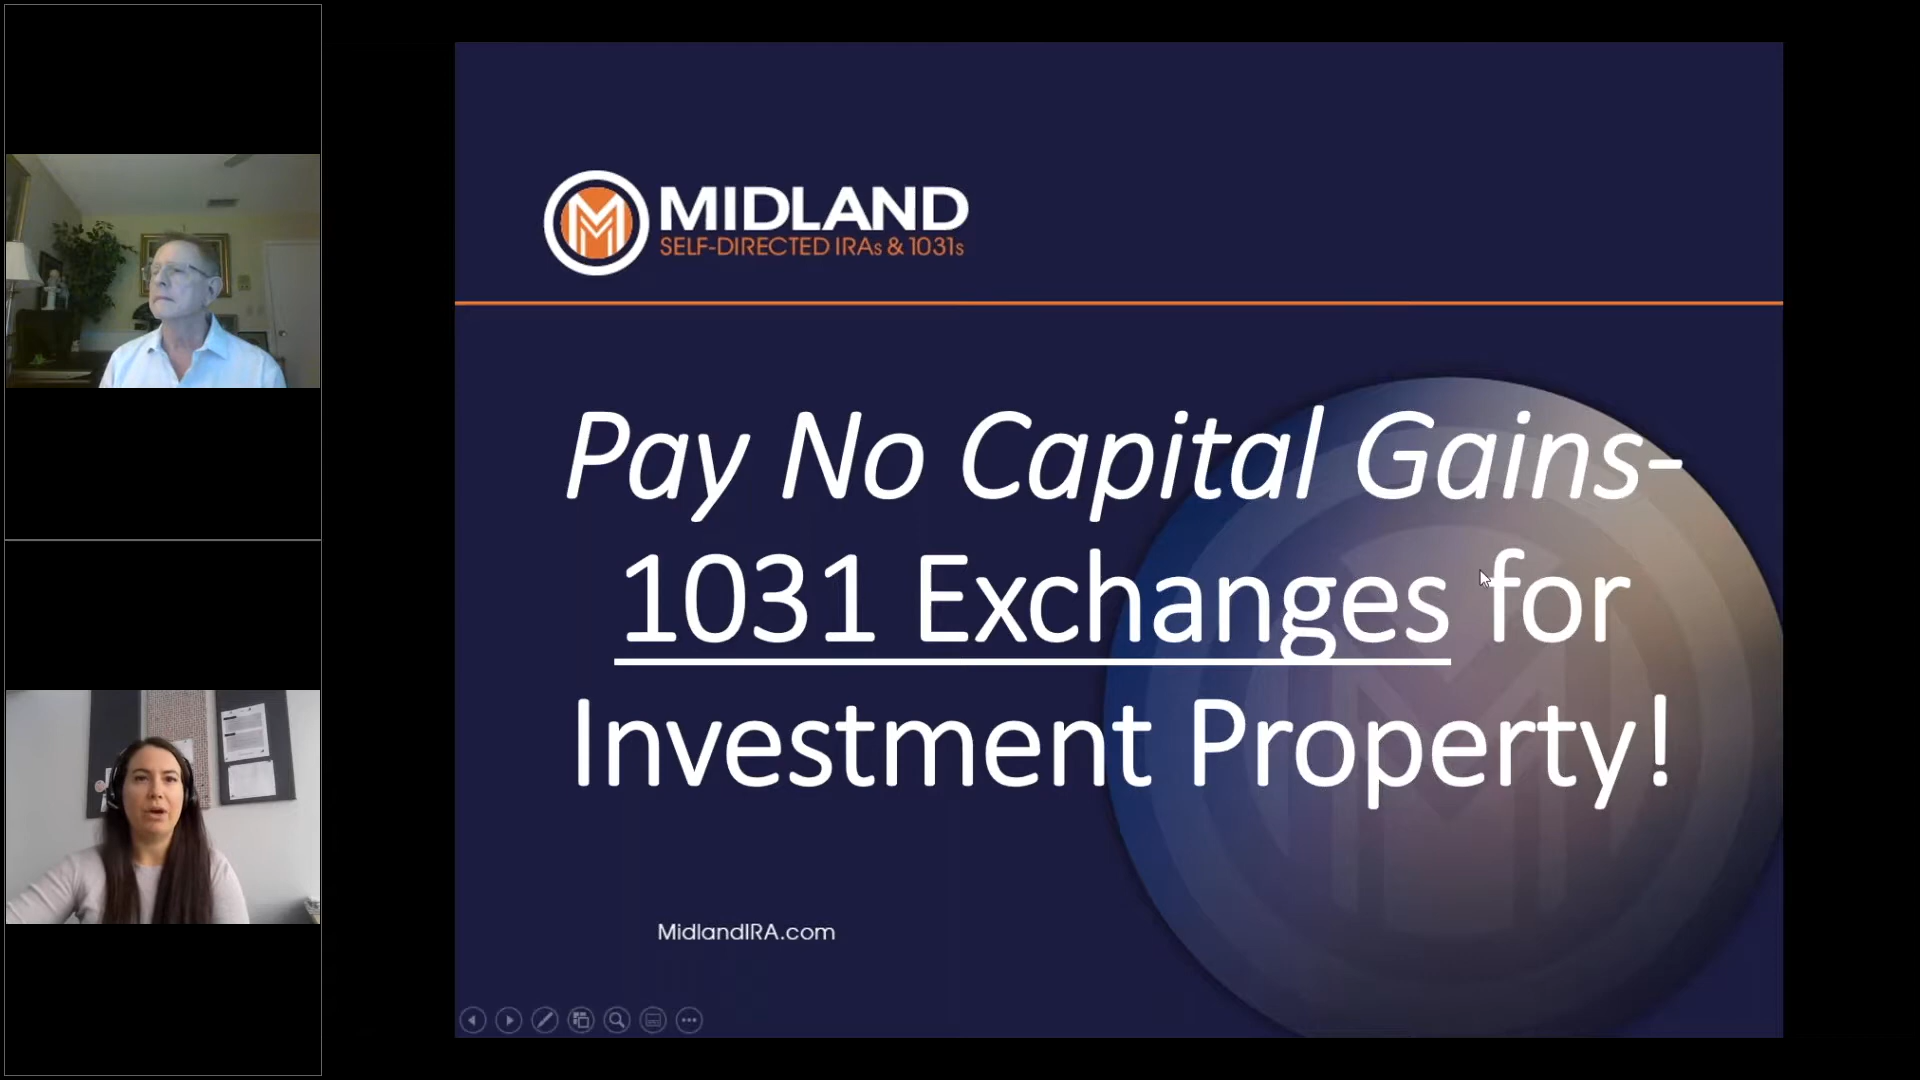 MIDLAND
SELF-DIRECTED IRAs & 1031s
Pay No Capital Gains-
1031 Exchanges for
Investment Property!
MidlandIRA.com